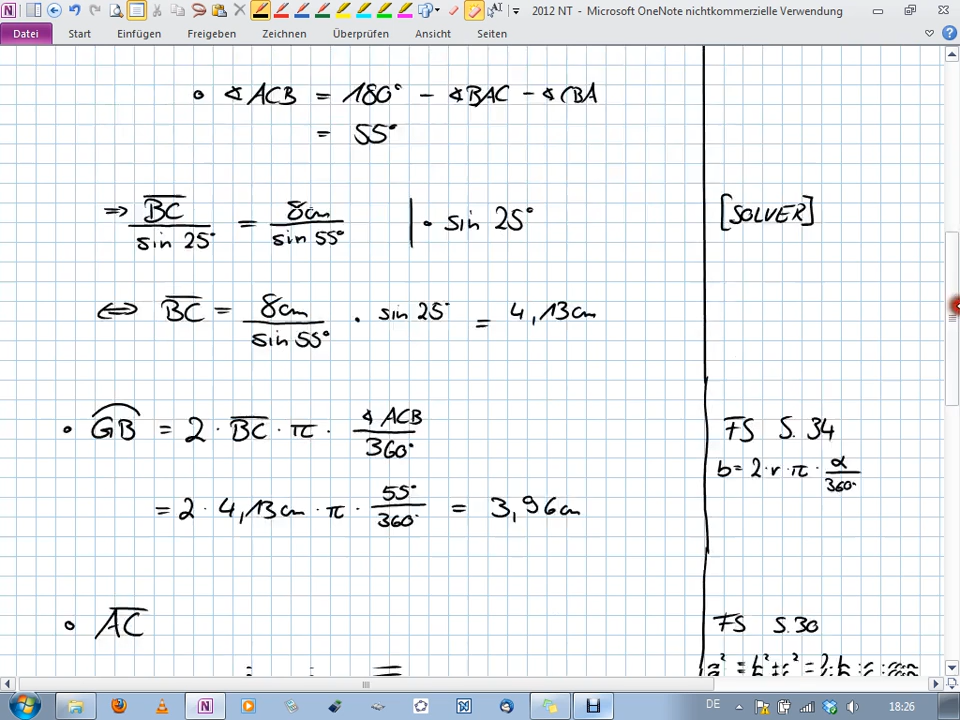 2012 NT - Microsoft OneNote nichtkommerzielle Verwendung
Datei Start Einfügen Freigeben Zeichnen Überprüfen Ansicht Seiten
• ∢ ACB = 180° - ∢BAC - ∢CBA
= 55°
⇒ BC / sin 25° = 8cm / sin 55° | · sin 25°
[SOLVER]
⇔ BC = 8cm / sin 55° · sin 25° = 4,13cm
• GB = 2 · BC · π · ∢ACB / 360°
FS S. 34
b = 2 · r · π · α / 360°
= 2 · 4,13cm · π · 55° / 360° = 3,96cm
• AC
FS S.30
DE 18:26